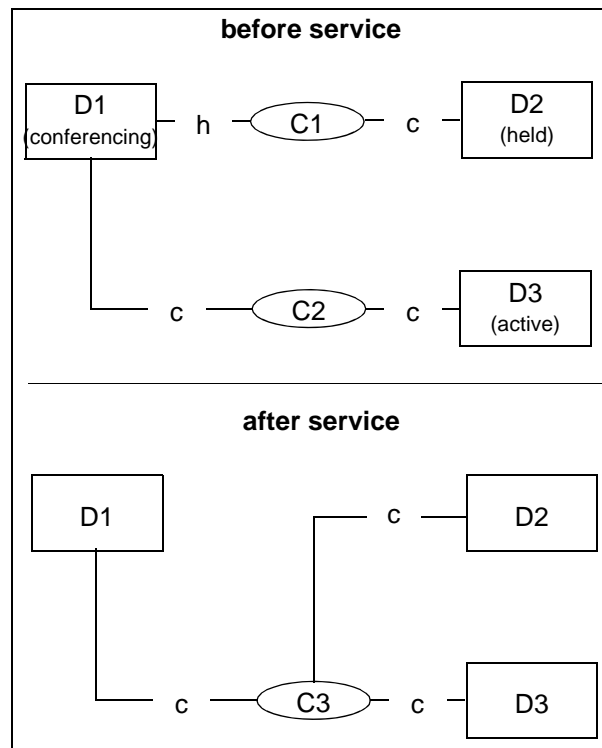 before service
D1
(conferencing)
h
C1
c
D2
(held)
c
C2
c
D3
(active)
after service
D1
c
D2
c
C3
c
D3